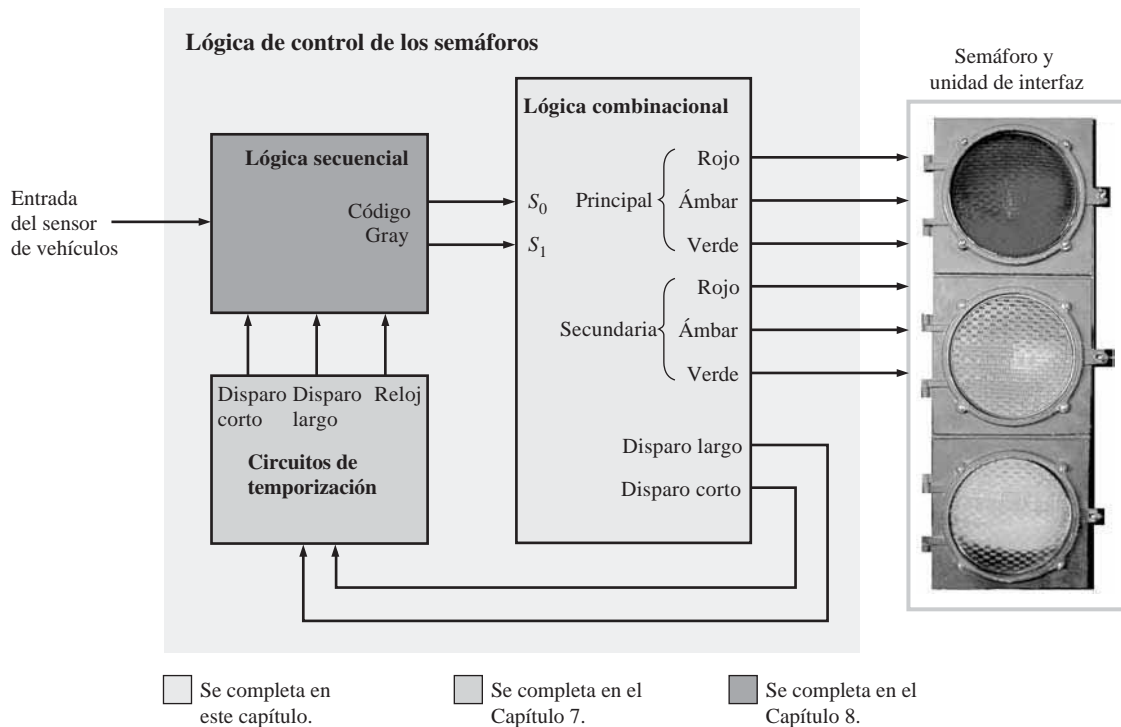 Lógica de control de los semáforos
Semáforo y
unidad de interfaz
Lógica combinacional
Lógica secuencial
Rojo
Entrada
del sensor
de vehículos
Código
Gray
S0
S1
Principal
Ámbar
Verde
Rojo
Secundaria
Ámbar
Verde
Disparo
corto
Disparo
largo
Reloj
Circuitos de
temporización
Disparo largo
Disparo corto
Se completa en
este capítulo.
Se completa en el
Capítulo 7.
Se completa en el
Capítulo 8.